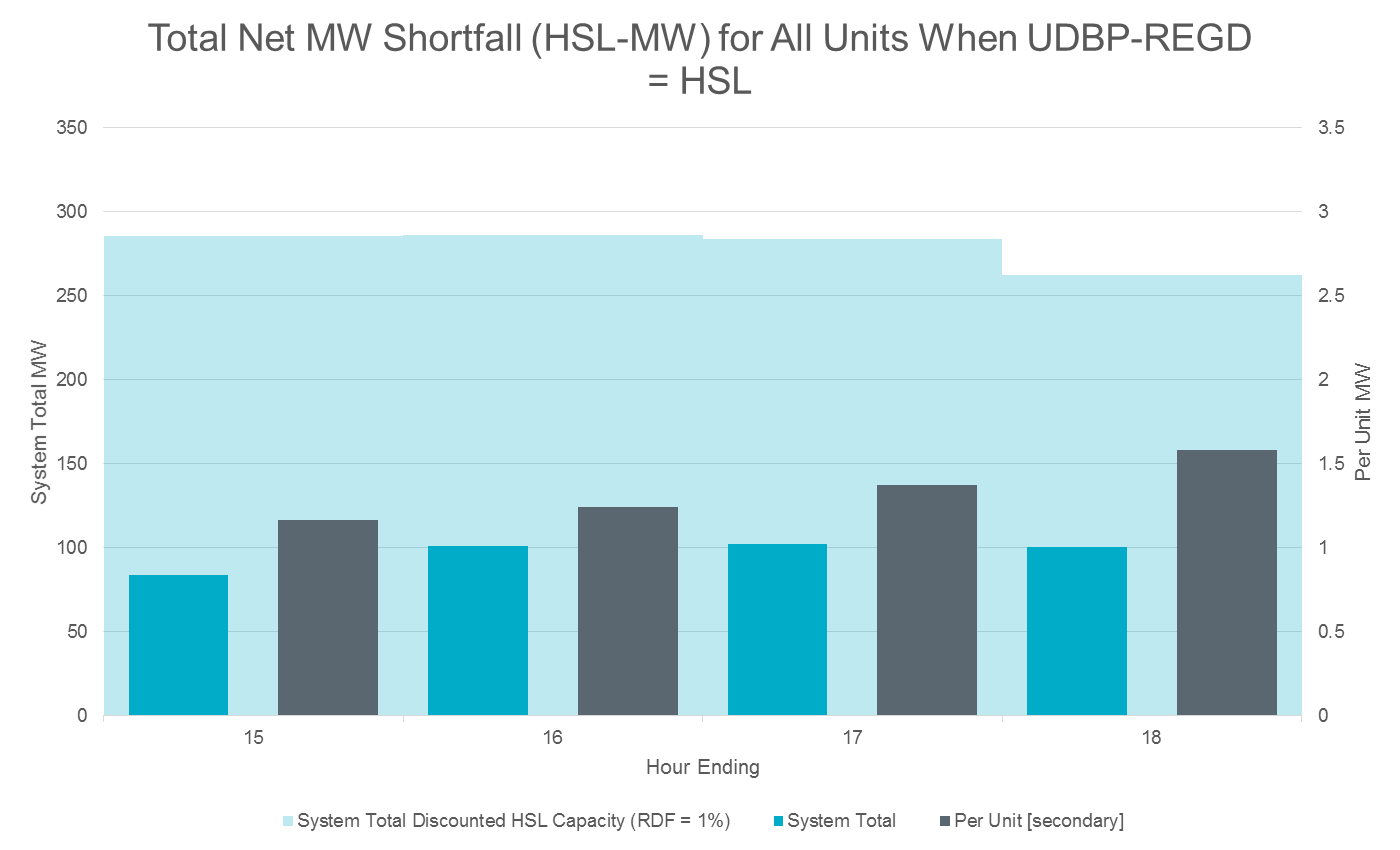 Total Net MW Shortfall (HSL-MW) for All Units When UDBP-REGD
= HSL
350
300
250
200
150
100
50
0
System Total MW
3.5
3
2.5
2
1.5
1
0.5
0
Per Unit MW
15 16 17 18
Hour Ending
System Total Discounted HSL Capacity (RDF = 1%) System Total Per Unit [secondary]